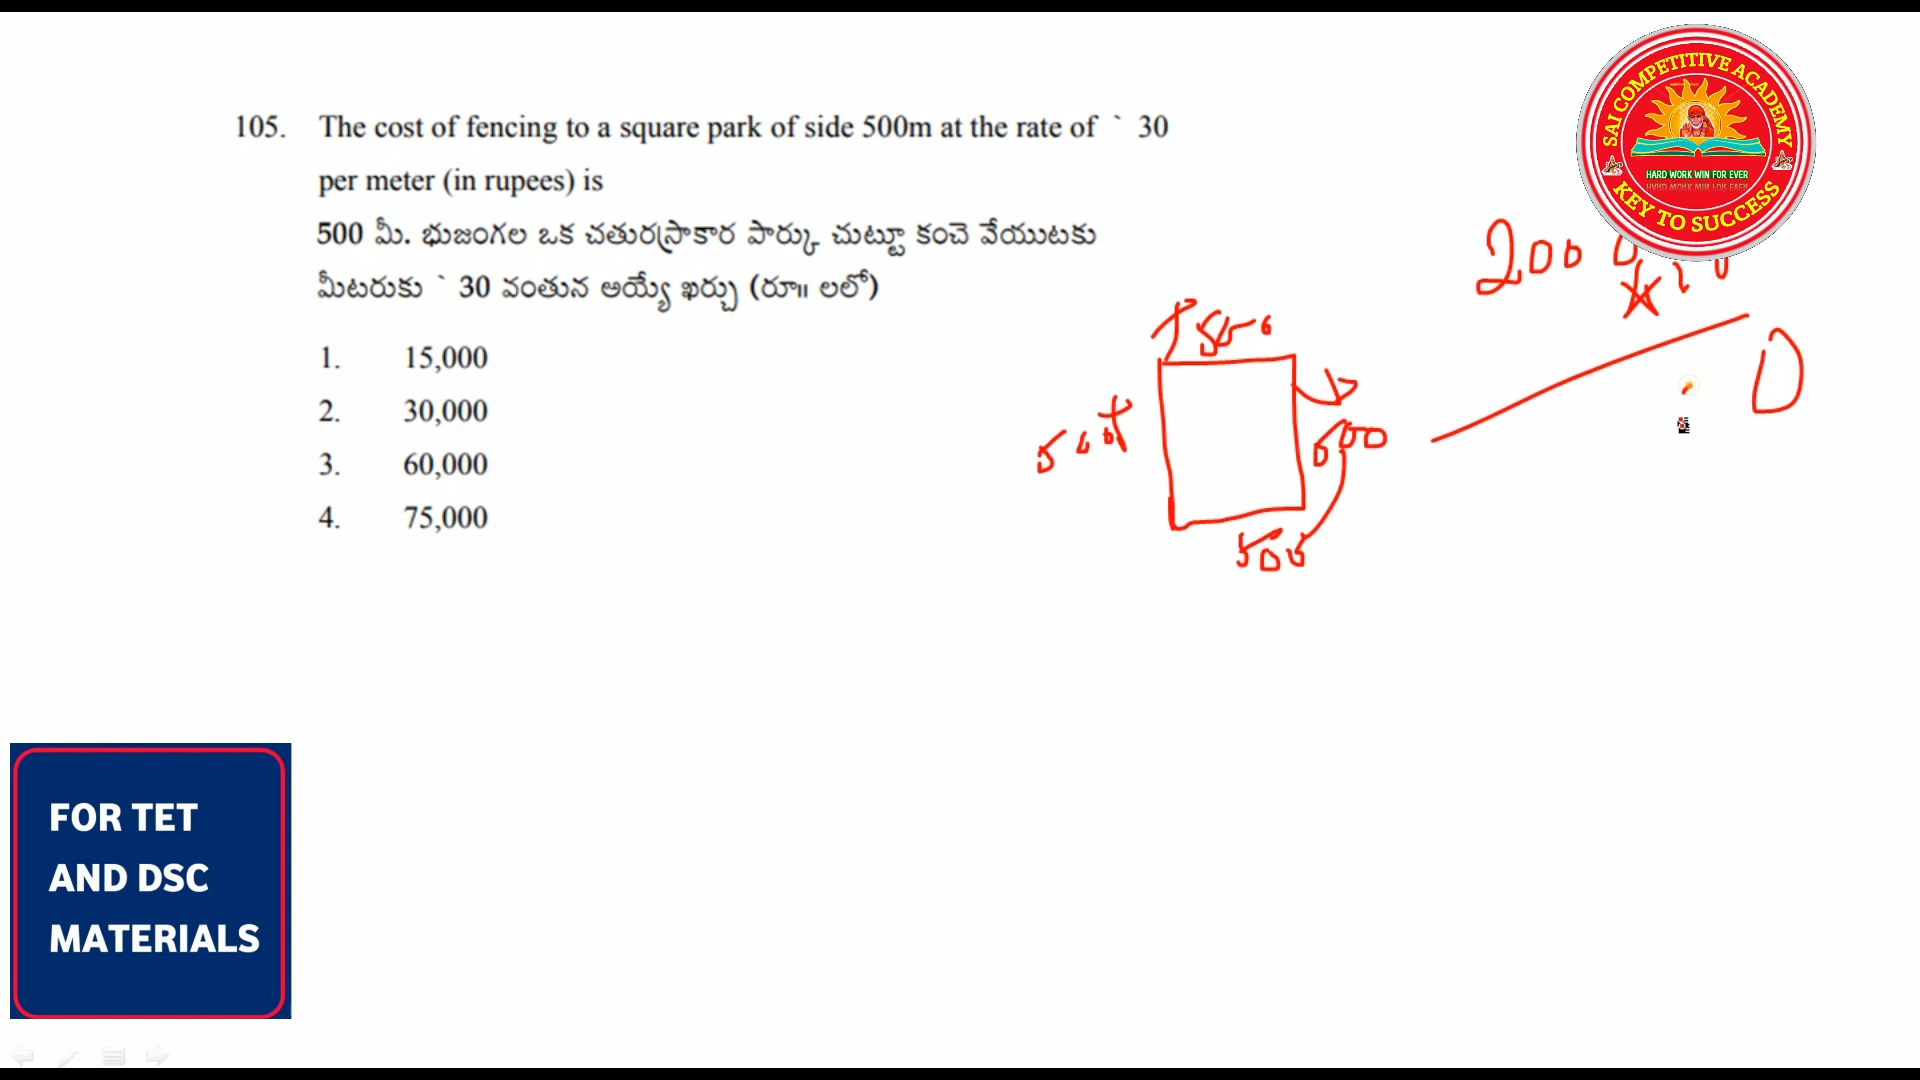 105. The cost of fencing to a square park of side 500m at the rate of ` 30
per meter (in rupees) is
500 మీ. భుజంగల ఒక చతురస్రాకార పార్కు చుట్టూ కంచె వేయుటకు
మీటరుకు ` 30 వంతున అయ్యే ఖర్చు (రూ॥ లలో)
1. 15,000
2. 30,000
3. 60,000
4. 75,000
500
500
SAI COMPETITIVE ACADEMY
HARD WORK WIN FOR EVER
KEY TO SUCCESS
2000
0
FOR TET
AND DSC
MATERIALS